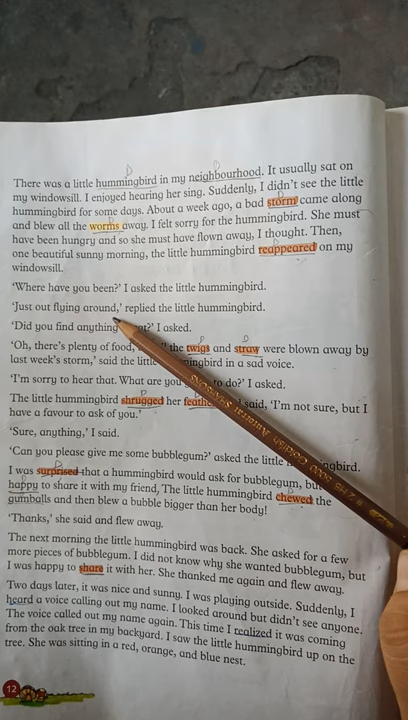 There was a little hummingbird in my neighbourhood. It usually sat on
my windowsill. I enjoyed hearing her sing. Suddenly, I didn't see the little
hummingbird for some days. About a week ago, a bad storm came along
and blew all the worms away. I felt sorry for the hummingbird. She must
have been hungry and so she must have flown away, I thought. Then,
one beautiful sunny morning, the little hummingbird reappeared on my
windowsill.
'Where have you been?' I asked the little hummingbird.
'Just out flying around,' replied the little hummingbird.
'Did you find anything I asked.
'Oh, there's plenty of food, the twigs and straw were blown away by
last week's storm,' said the little in a sad voice.
'I'm sorry to hear that. What are you to do?' I asked.
The little hummingbird shrugged her said, 'I'm not sure, but I
have a favour to ask of you.'
'Sure, anything,' I said.
'Can you please give me some bubblegum?' asked the little
I was surprised that a hummingbird would ask for bubblegum, but
happy to share it with my friend. The little hummingbird chewed the
gumballs and then blew a bubble bigger than her body!
'Thanks,' she said and flew away.
The next morning the little hummingbird was back. She asked for a few
more pieces of bubblegum. I did not know why she wanted bubblegum, but
I was happy to share it with her. She thanked me again and flew away.
Two days later, it was nice and sunny. I was playing outside. Suddenly, I
heard a voice calling out my name. I looked around but didn't see anyone.
The voice called out my name again. This time I realized it was coming
from the oak tree in my backyard. I saw the little hummingbird up on the
tree. She was sitting in a red, orange, and blue nest.
12